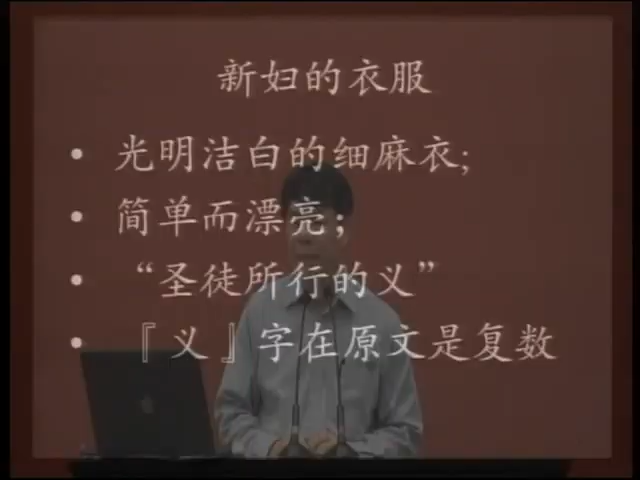 新妇的衣服
• 光明洁白的细麻衣;
• 简单而漂亮；
• “圣徒所行的义”
• 『义』字在原文是复数